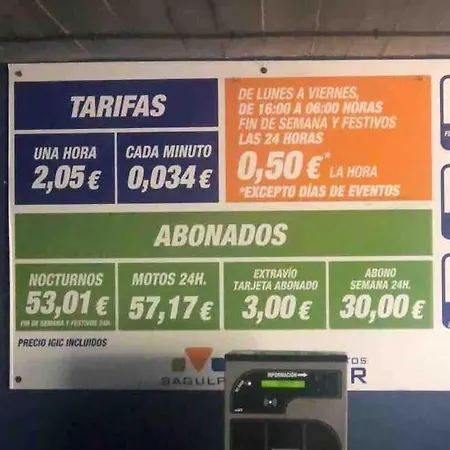 TARIFAS
UNA HORA
2,05 €
CADA MINUTO
0,034 €
DE LUNES A VIERNES,
DE 16:00 A 06:00 HORAS
FIN DE SEMANA Y FESTIVOS
LAS 24 HORAS
0,50 €* LA HORA
*EXCEPTO DÍAS DE EVENTOS
ABONADOS
NOCTURNOS
53,01 €
FIN DE SEMANA Y FESTIVOS 24H.
MOTOS 24H.
57,17 €
EXTRAVÍO
TARJETA ABONADO
3,00 €
ABONO
SEMANA 24H.
30,00 €
PRECIO IGIC INCLUIDOS
INFORMACIÓN